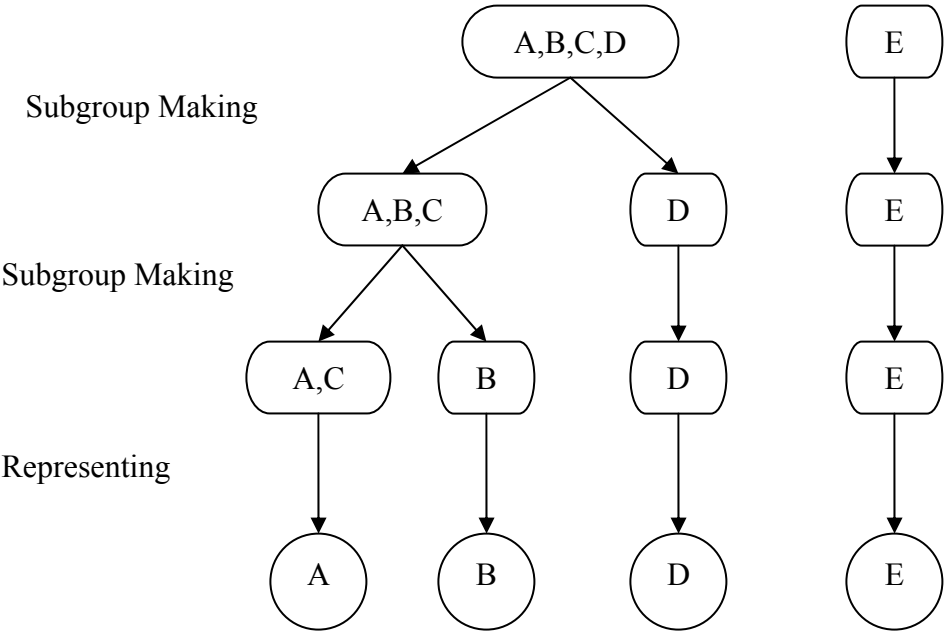 A,B,C,D
E
Subgroup Making
A,B,C
D
E
Subgroup Making
A,C
B
D
E
Representing
A
B
D
E